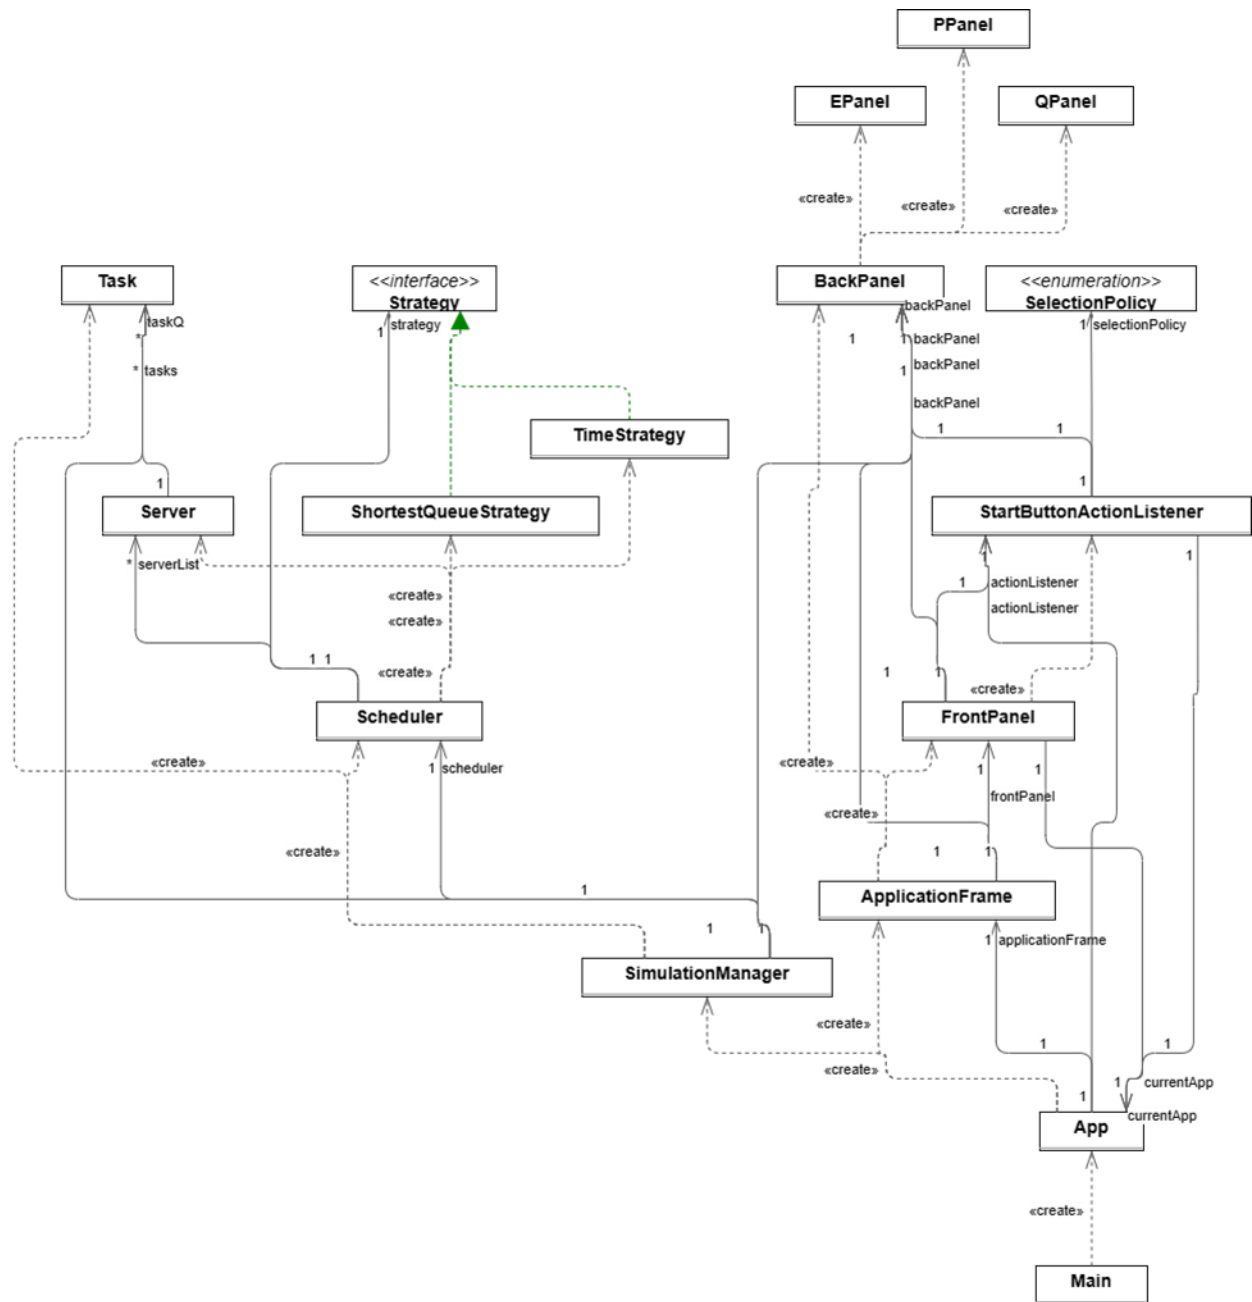 PPanel
EPanel
QPanel
«create»
«create»
«create»
Task
<<interface>>
Strategy
BackPanel
<<enumeration>>
SelectionPolicy
backPanel
taskQ
*
1
strategy
1
1
backPanel
1
selectionPolicy
* tasks
1
backPanel
backPanel
1
1
TimeStrategy
1
1
Server
ShortestQueueStrategy
StartButtonActionListener
* serverList
1
1
«create»
1
actionListener
«create»
actionListener
1 1
«create»
1
1
«create»
Scheduler
FrontPanel
«create»
1 scheduler
«create»
1
1
frontPanel
«create»
«create»
1
1
1
ApplicationFrame
1
1
1 applicationFrame
SimulationManager
«create»
1
1
«create»
1
1
currentApp
currentApp
App
«create»
Main